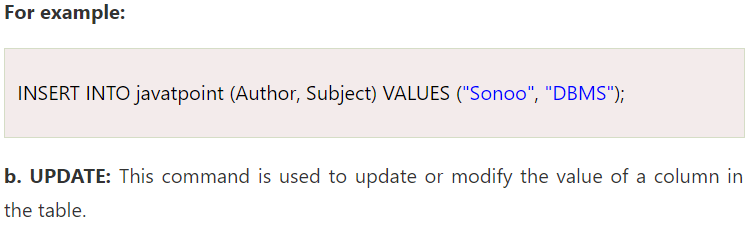 For example:
INSERT INTO javatpoint (Author, Subject) VALUES ("Sonoo", "DBMS");
b. UPDATE: This command is used to update or modify the value of a column in
the table.